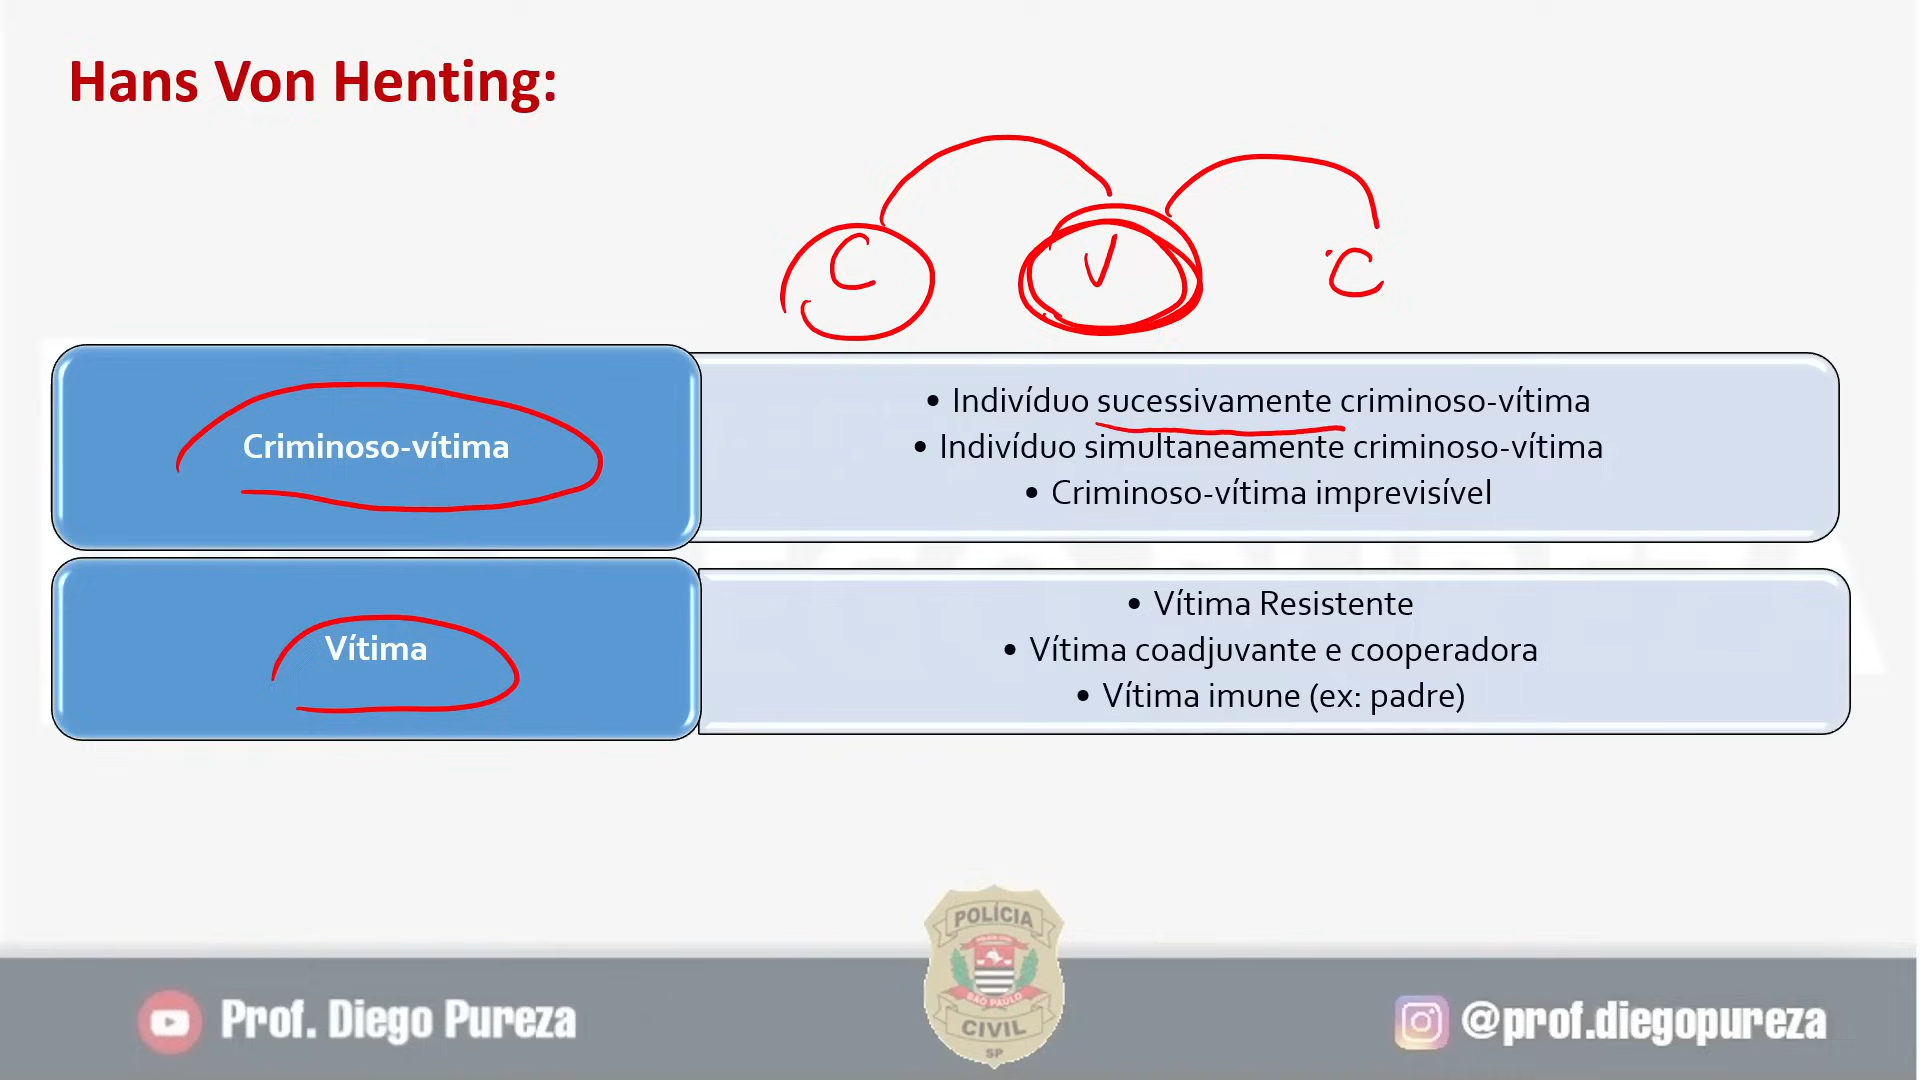 Hans Von Henting:
C V C
Criminoso-vítima
• Indivíduo sucessivamente criminoso-vítima
• Indivíduo simultaneamente criminoso-vítima
• Criminoso-vítima imprevisível
Vítima
• Vítima Resistente
• Vítima coadjuvante e cooperadora
• Vítima imune (ex: padre)
POLÍCIA
SÃO PAULO
CIVIL
SP
Prof. Diego Pureza
@prof.diegopureza